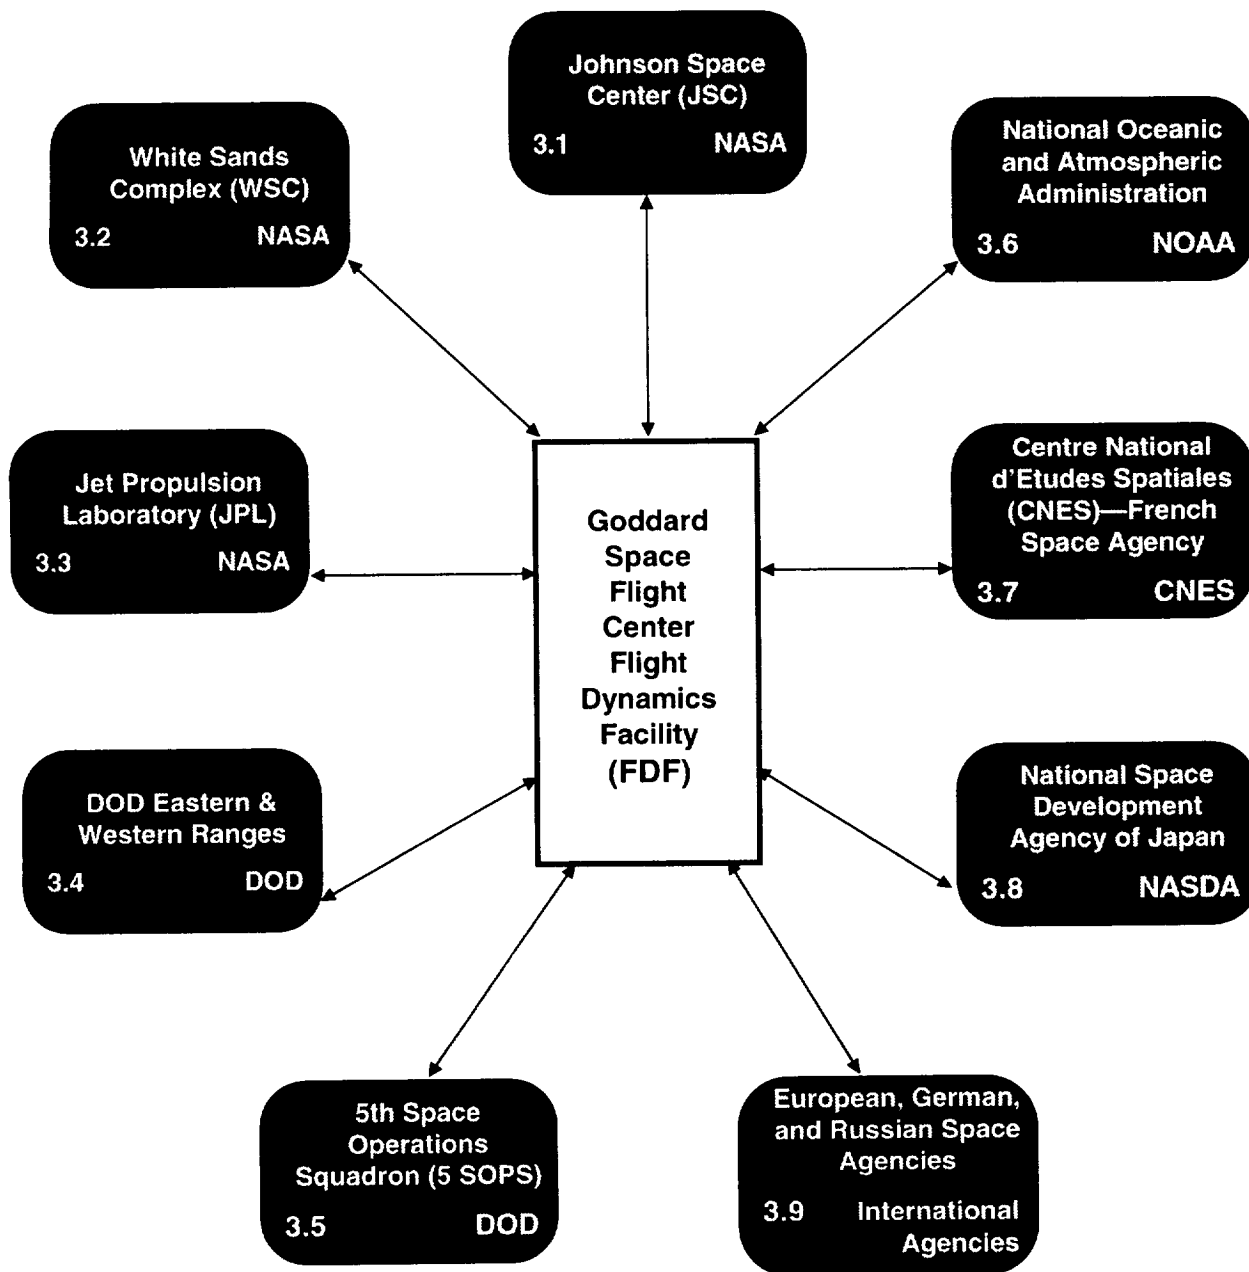 Johnson Space
Center (JSC)
3.1 NASA
White Sands
Complex (WSC)
3.2 NASA
National Oceanic
and Atmospheric
Administration
3.6 NOAA
Jet Propulsion
Laboratory (JPL)
3.3 NASA
Goddard
Space
Flight
Center
Flight
Dynamics
Facility
(FDF)
Centre National
d'Etudes Spatiales
(CNES)—French
Space Agency
3.7 CNES
DOD Eastern &
Western Ranges
3.4 DOD
National Space
Development
Agency of Japan
3.8 NASDA
5th Space
Operations
Squadron (5 SOPS)
3.5 DOD
European, German,
and Russian Space
Agencies
3.9 International
Agencies